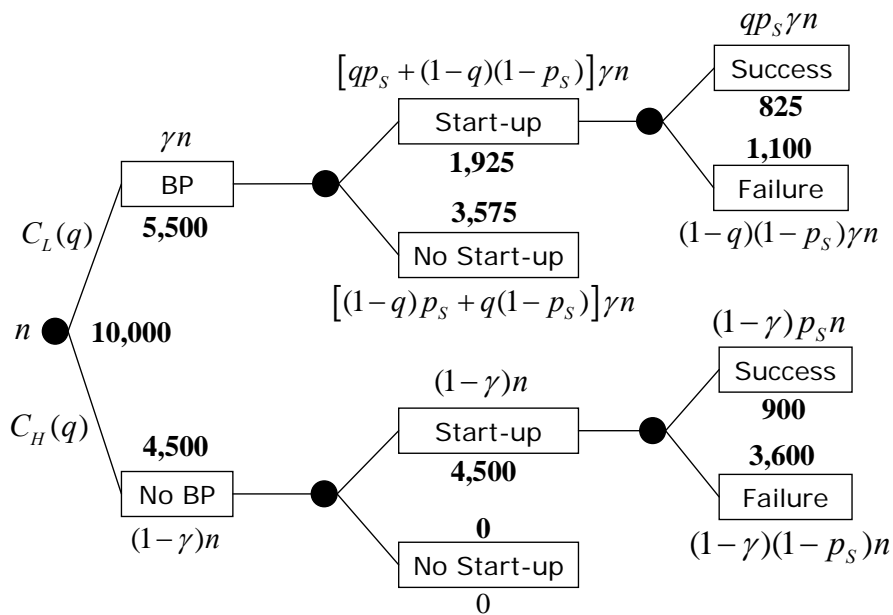 qp_Sγn
Success
825
[qp_S + (1−q)(1−p_S)]γn
Start-up
1,925
1,100
Failure
(1−q)(1−p_S)γn
γn
BP
5,500
3,575
No Start-up
[(1−q)p_S + q(1−p_S)]γn
C_L(q)
n
10,000
C_H(q)
(1−γ)p_Sn
Success
900
(1−γ)n
Start-up
4,500
3,600
Failure
(1−γ)(1−p_S)n
4,500
No BP
(1−γ)n
0
No Start-up
0